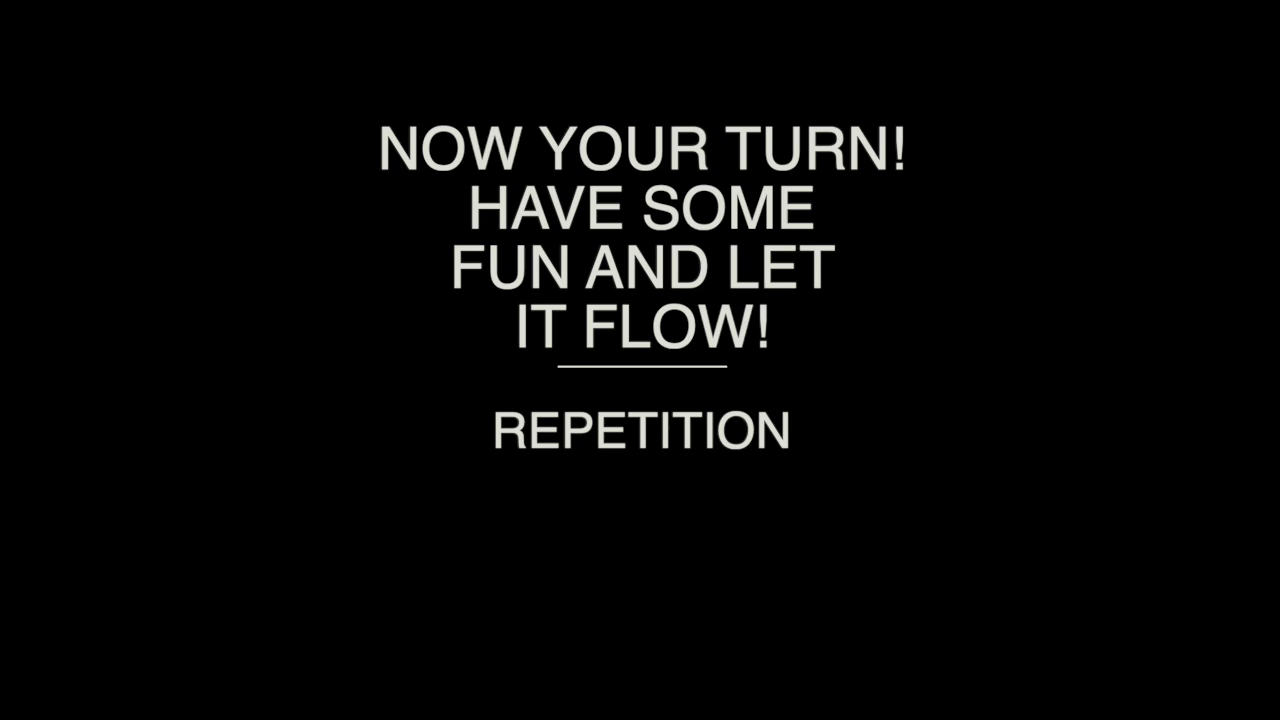 NOW YOUR TURN!
HAVE SOME
FUN AND LET
IT FLOW!
REPETITION